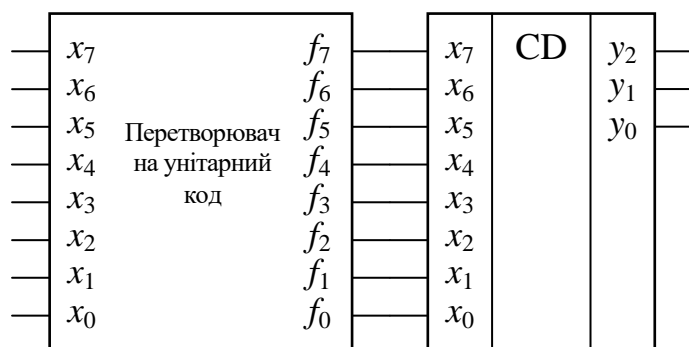 x7 f7 x7 CD y2
x6 f6 x6 y1
x5 Перетворювач f5 x5 y0
x4 на унітарний f4 x4
x3 код f3 x3
x2 f2 x2
x1 f1 x1
x0 f0 x0